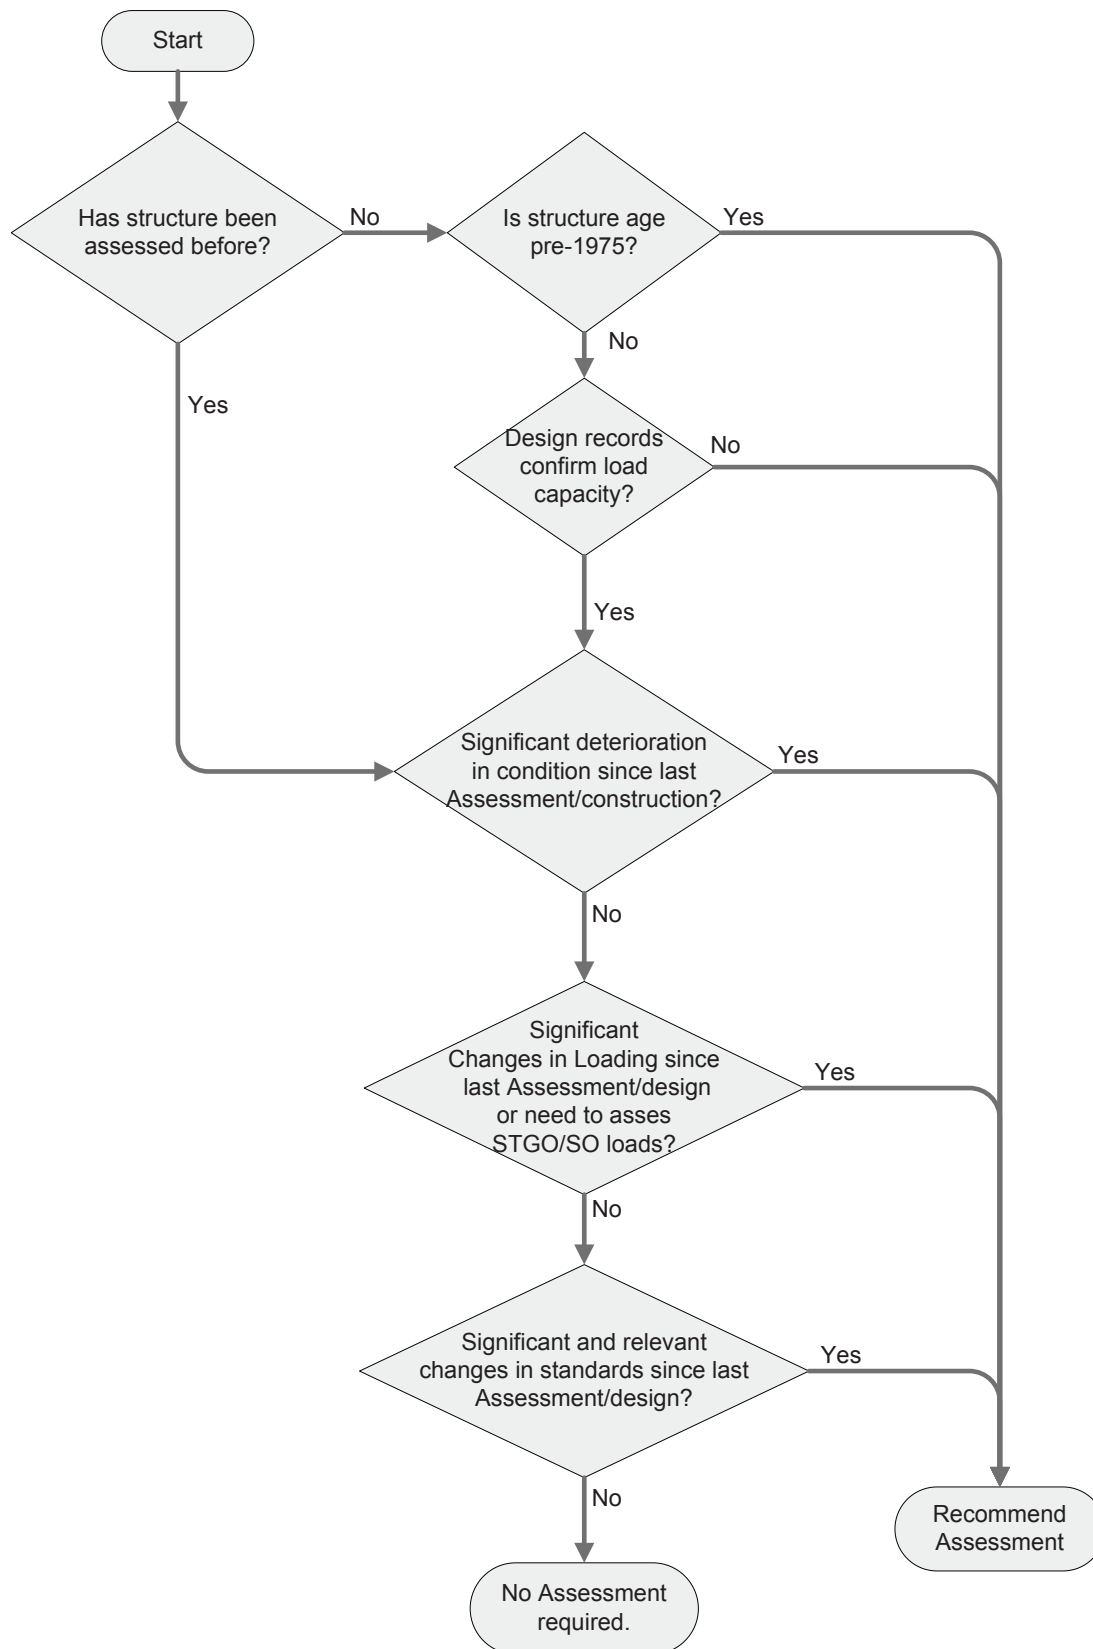 Start
Has structure been
assessed before?
No
Is structure age
pre-1975?
Yes
No
Yes
Design records
confirm load
capacity?
No
Yes
Significant deterioration
in condition since last
Assessment/construction?
Yes
No
Significant
Changes in Loading since
last Assessment/design
or need to asses
STGO/SO loads?
Yes
No
Significant and relevant
changes in standards since last
Assessment/design?
Yes
No
Recommend
Assessment
No Assessment
required.